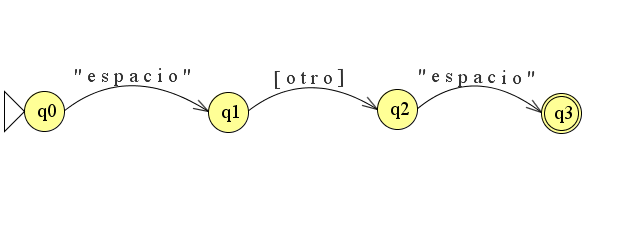 "espacio" [otro] "espacio"
q0 q1 q2 q3